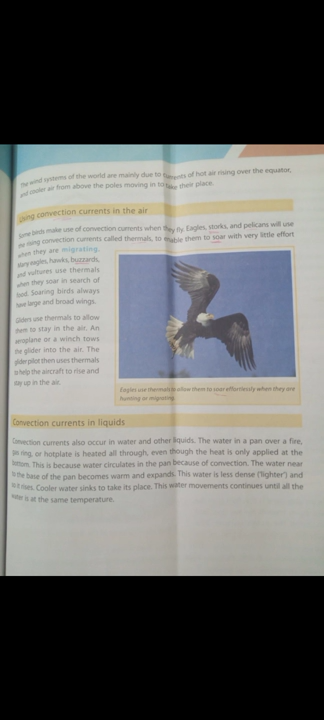 The wind systems of the world are mainly due to currents of hot air rising over the equator,
and cooler air from above the poles moving in to take their place.
Using convection currents in the air
Some birds make use of convection currents when they fly. Eagles, storks, and pelicans will use
the rising convection currents called thermals, to enable them to soar with very little effort
when they are migrating.
Many eagles, hawks, buzzards,
and vultures use thermals
when they soar in search of
food. Soaring birds always
have large and broad wings.
Gliders use thermals to allow
them to stay in the air. An
aeroplane or a winch tows
the glider into the air. The
glider pilot then uses thermals
to help the aircraft to rise and
stay up in the air.
Eagles use thermals to allow them to soar effortlessly when they are
hunting or migrating.
Convection currents in liquids
Convection currents also occur in water and other liquids. The water in a pan over a fire,
gas ring, or hotplate is heated all through, even though the heat is only applied at the
bottom. This is because water circulates in the pan because of convection. The water near
to the base of the pan becomes warm and expands. This water is less dense ('lighter') and
so it rises. Cooler water sinks to take its place. This water movements continues until all the
water is at the same temperature.